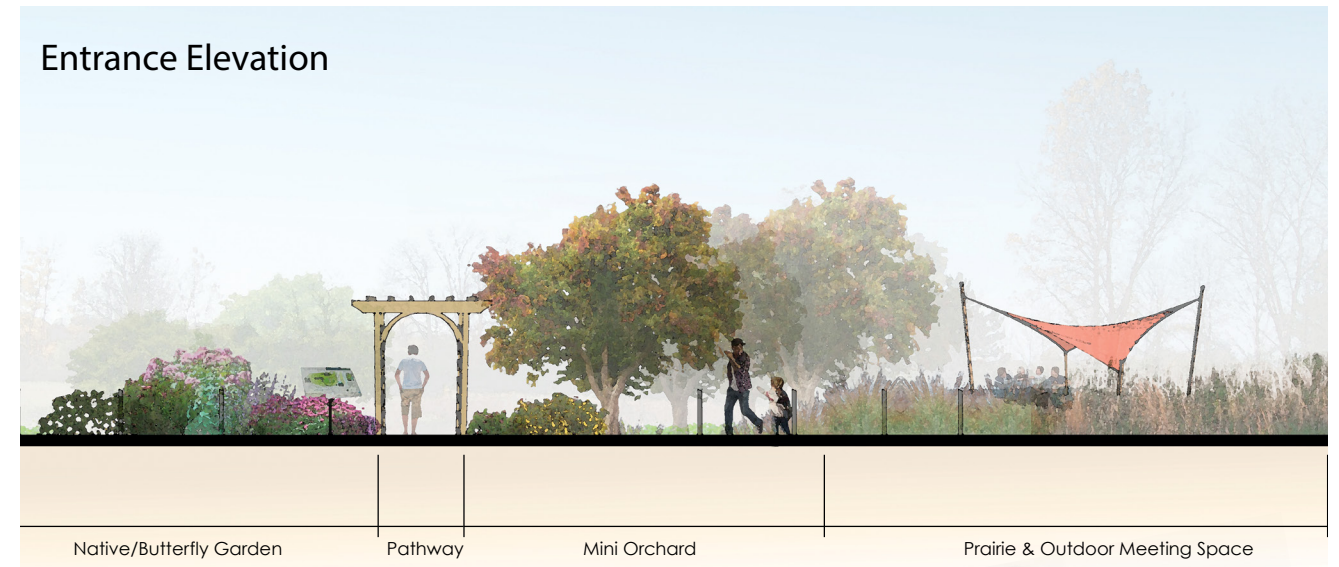 Entrance Elevation
Native/Butterfly Garden
Pathway
Mini Orchard
Prairie & Outdoor Meeting Space